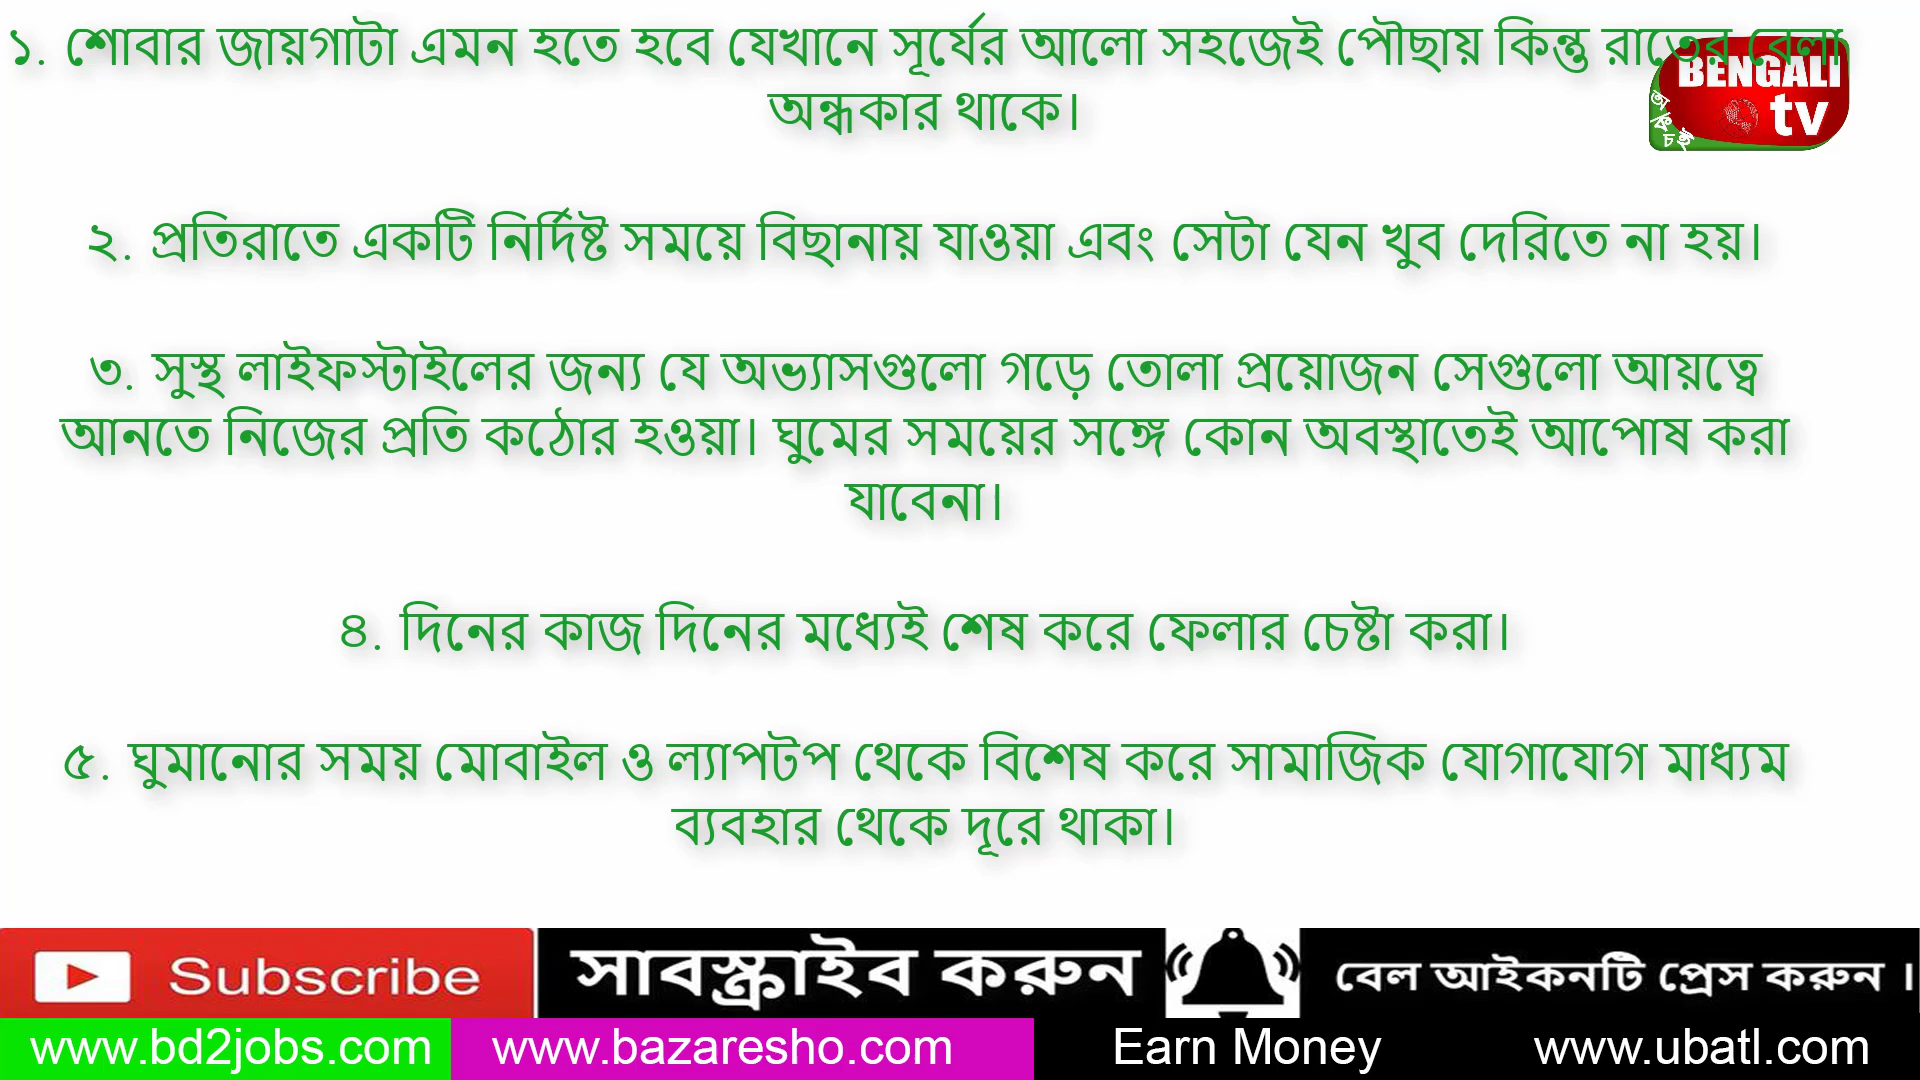 ১. শোবার জায়গাটা এমন হতে হবে যেখানে সূর্যের আলো সহজেই পৌছায় কিন্তু রাতের বেলা
অন্ধকার থাকে।
BENGALI
tv
২. প্রতিরাতে একটি নির্দিষ্ট সময়ে বিছানায় যাওয়া এবং সেটা যেন খুব দেরিতে না হয়।
৩. সুস্থ লাইফস্টাইলের জন্য যে অভ্যাসগুলো গড়ে তোলা প্রয়োজন সেগুলো আয়ত্বে
আনতে নিজের প্রতি কঠোর হওয়া। ঘুমের সময়ের সঙ্গে কোন অবস্থাতেই আপোষ করা
যাবেনা।
৪. দিনের কাজ দিনের মধ্যেই শেষ করে ফেলার চেষ্টা করা।
৫. ঘুমানোর সময় মোবাইল ও ল্যাপটপ থেকে বিশেষ করে সামাজিক যোগাযোগ মাধ্যম
ব্যবহার থেকে দূরে থাকা।
Subscribe সাবস্ক্রাইব করুন বেল আইকনটি প্রেস করুন।
www.bd2jobs.com www.bazaresho.com Earn Money www.ubatl.com